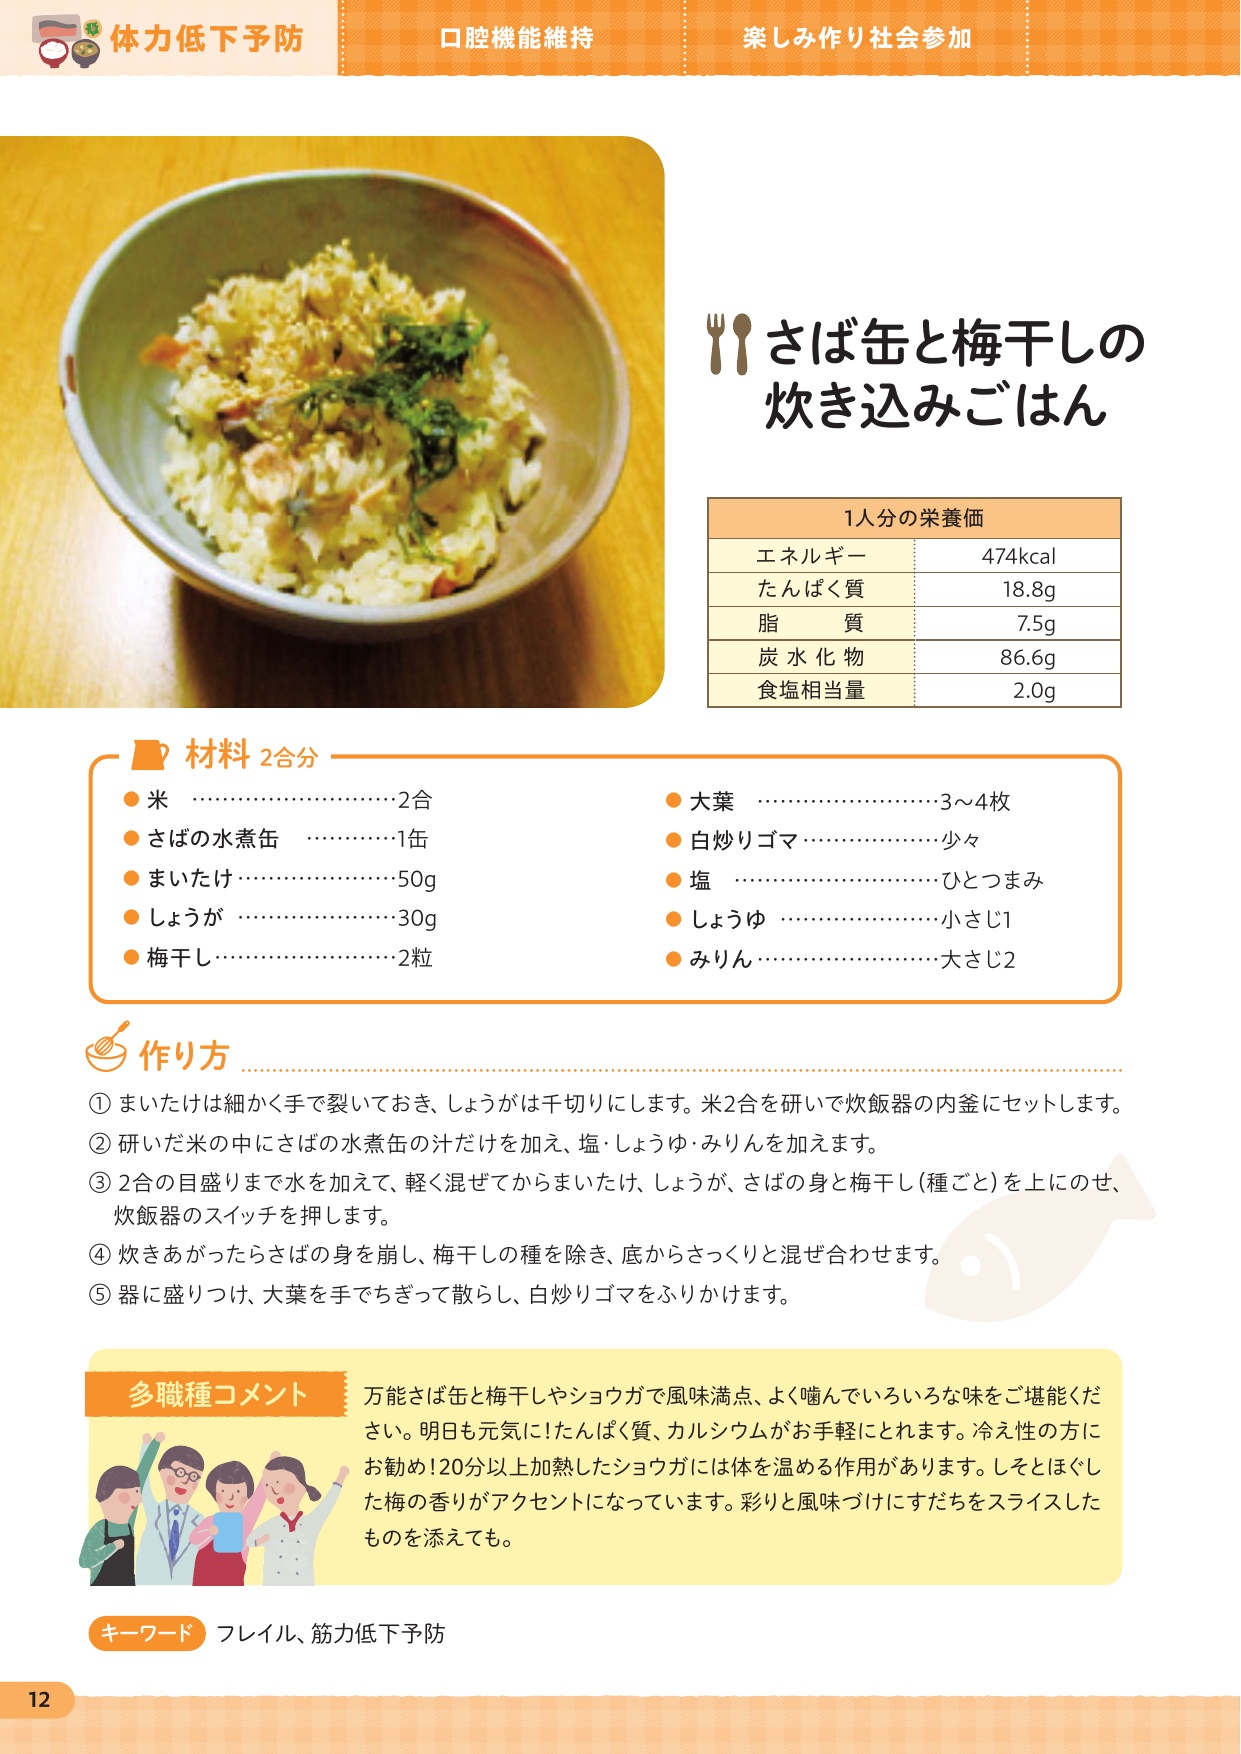 体力低下予防
口腔機能維持
楽しみ作り社会参加
さば缶と梅干しの
炊き込みごはん
1人分の栄養価
エネルギー 474kcal
たんぱく質 18.8g
脂　質 7.5g
炭水化物 86.6g
食塩相当量 2.0g
材料 2合分
● 米 …………………………2合
● さばの水煮缶 …………1缶
● まいたけ…………………50g
● しょうが …………………30g
● 梅干し……………………2粒
● 大葉 ……………………3〜4枚
● 白炒りゴマ………………少々
● 塩 ………………………ひとつまみ
● しょうゆ …………………小さじ1
● みりん……………………大さじ2
作り方
① まいたけは細かく手で裂いておき、しょうがは千切りにします。米2合を研いで炊飯器の内釜にセットします。
② 研いだ米の中にさばの水煮缶の汁だけを加え、塩・しょうゆ・みりんを加えます。
③ 2合の目盛りまで水を加えて、軽く混ぜてからまいたけ、しょうが、さばの身と梅干し（種ごと）を上にのせ、
炊飯器のスイッチを押します。
④ 炊きあがったらさばの身を崩し、梅干しの種を除き、底からさっくりと混ぜ合わせます。
⑤ 器に盛りつけ、大葉を手でちぎって散らし、白炒りゴマをふりかけます。
多職種コメント
万能さば缶と梅干しやショウガで風味満点、よく噛んでいろいろな味をご堪能くだ
さい。明日も元気に！たんぱく質、カルシウムがお手軽にとれます。冷え性の方に
お勧め！20分以上加熱したショウガには体を温める作用があります。しそとほぐし
た梅の香りがアクセントになっています。彩りと風味づけにすだちをスライスした
ものを添えても。
キーワード フレイル、筋力低下予防
12